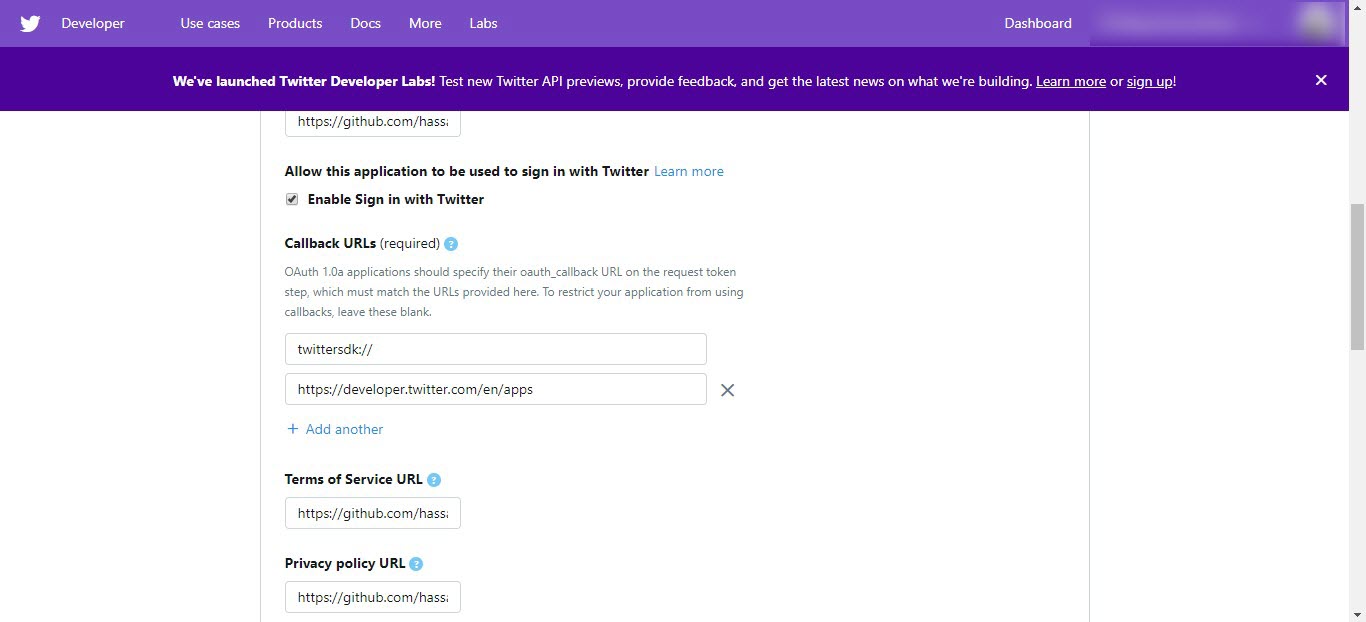 Developer Use cases Products Docs More Labs Dashboard
We've launched Twitter Developer Labs! Test new Twitter API previews, provide feedback, and get the latest news on what we're building. Learn more or sign up!
https://github.com/hass
Allow this application to be used to sign in with Twitter Learn more
Enable Sign in with Twitter
Callback URLs (required) ?
OAuth 1.0a applications should specify their oauth_callback URL on the request token
step, which must match the URLs provided here. To restrict your application from using
callbacks, leave these blank.
twittersdk://
https://developer.twitter.com/en/apps
+ Add another
Terms of Service URL ?
https://github.com/hass
Privacy policy URL ?
https://github.com/hass